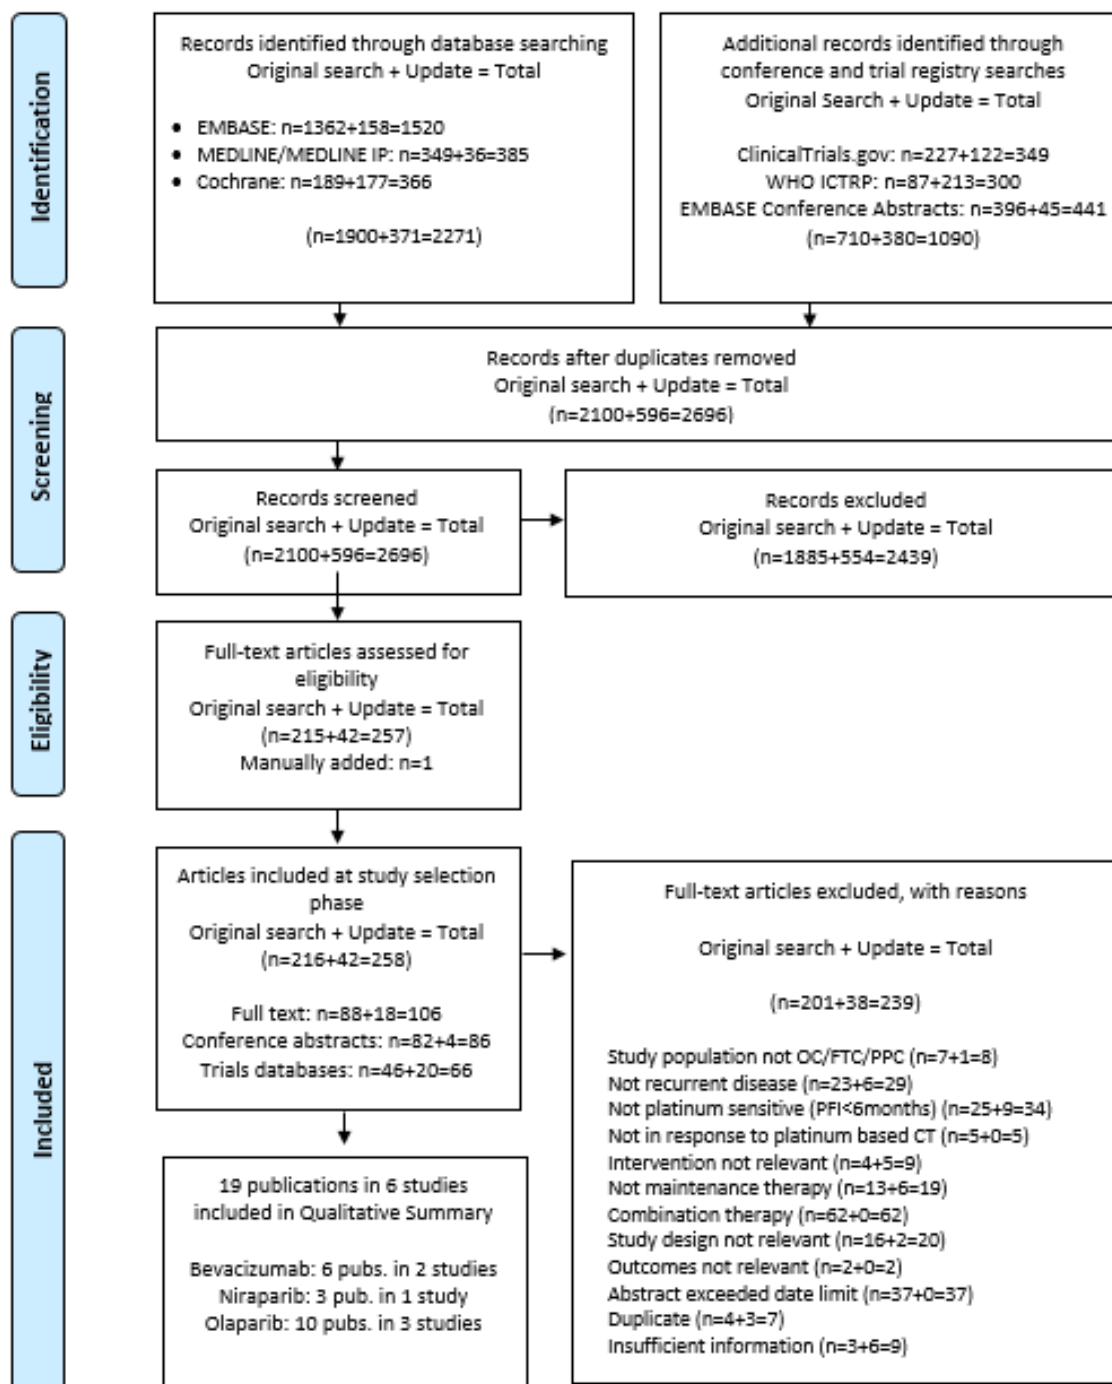 Identification
Records identified through database searching
Original search + Update = Total
• EMBASE: n=1362+158=1520
• MEDLINE/MEDLINE IP: n=349+36=385
• Cochrane: n=189+177=366
(n=1900+371=2271)
Additional records identified through
conference and trial registry searches
Original Search + Update = Total
ClinicalTrials.gov: n=227+122=349
WHO ICTRP: n=87+213=300
EMBASE Conference Abstracts: n=396+45=441
(n=710+380=1090)
Screening
Records after duplicates removed
Original search + Update = Total
(n=2100+596=2696)
Records screened
Original search + Update = Total
(n=2100+596=2696)
Records excluded
Original search + Update = Total
(n=1885+554=2439)
Eligibility
Full-text articles assessed for
eligibility
Original search + Update = Total
(n=215+42=257)
Manually added: n=1
Included
Articles included at study selection
phase
Original search + Update = Total
(n=216+42=258)
Full text: n=88+18=106
Conference abstracts: n=82+4=86
Trials databases: n=46+20=66
Full-text articles excluded, with reasons
Original search + Update = Total
(n=201+38=239)
Study population not OC/FTC/PPC (n=7+1=8)
Not recurrent disease (n=23+6=29)
Not platinum sensitive (PFI<6months) (n=25+9=34)
Not in response to platinum based CT (n=5+0=5)
Intervention not relevant (n=4+5=9)
Not maintenance therapy (n=13+6=19)
Combination therapy (n=62+0=62)
Study design not relevant (n=16+2=20)
Outcomes not relevant (n=2+0=2)
Abstract exceeded date limit (n=37+0=37)
Duplicate (n=4+3=7)
Insufficient information (n=3+6=9)
19 publications in 6 studies
included in Qualitative Summary
Bevacizumab: 6 pubs. in 2 studies
Niraparib: 3 pub. in 1 study
Olaparib: 10 pubs. in 3 studies